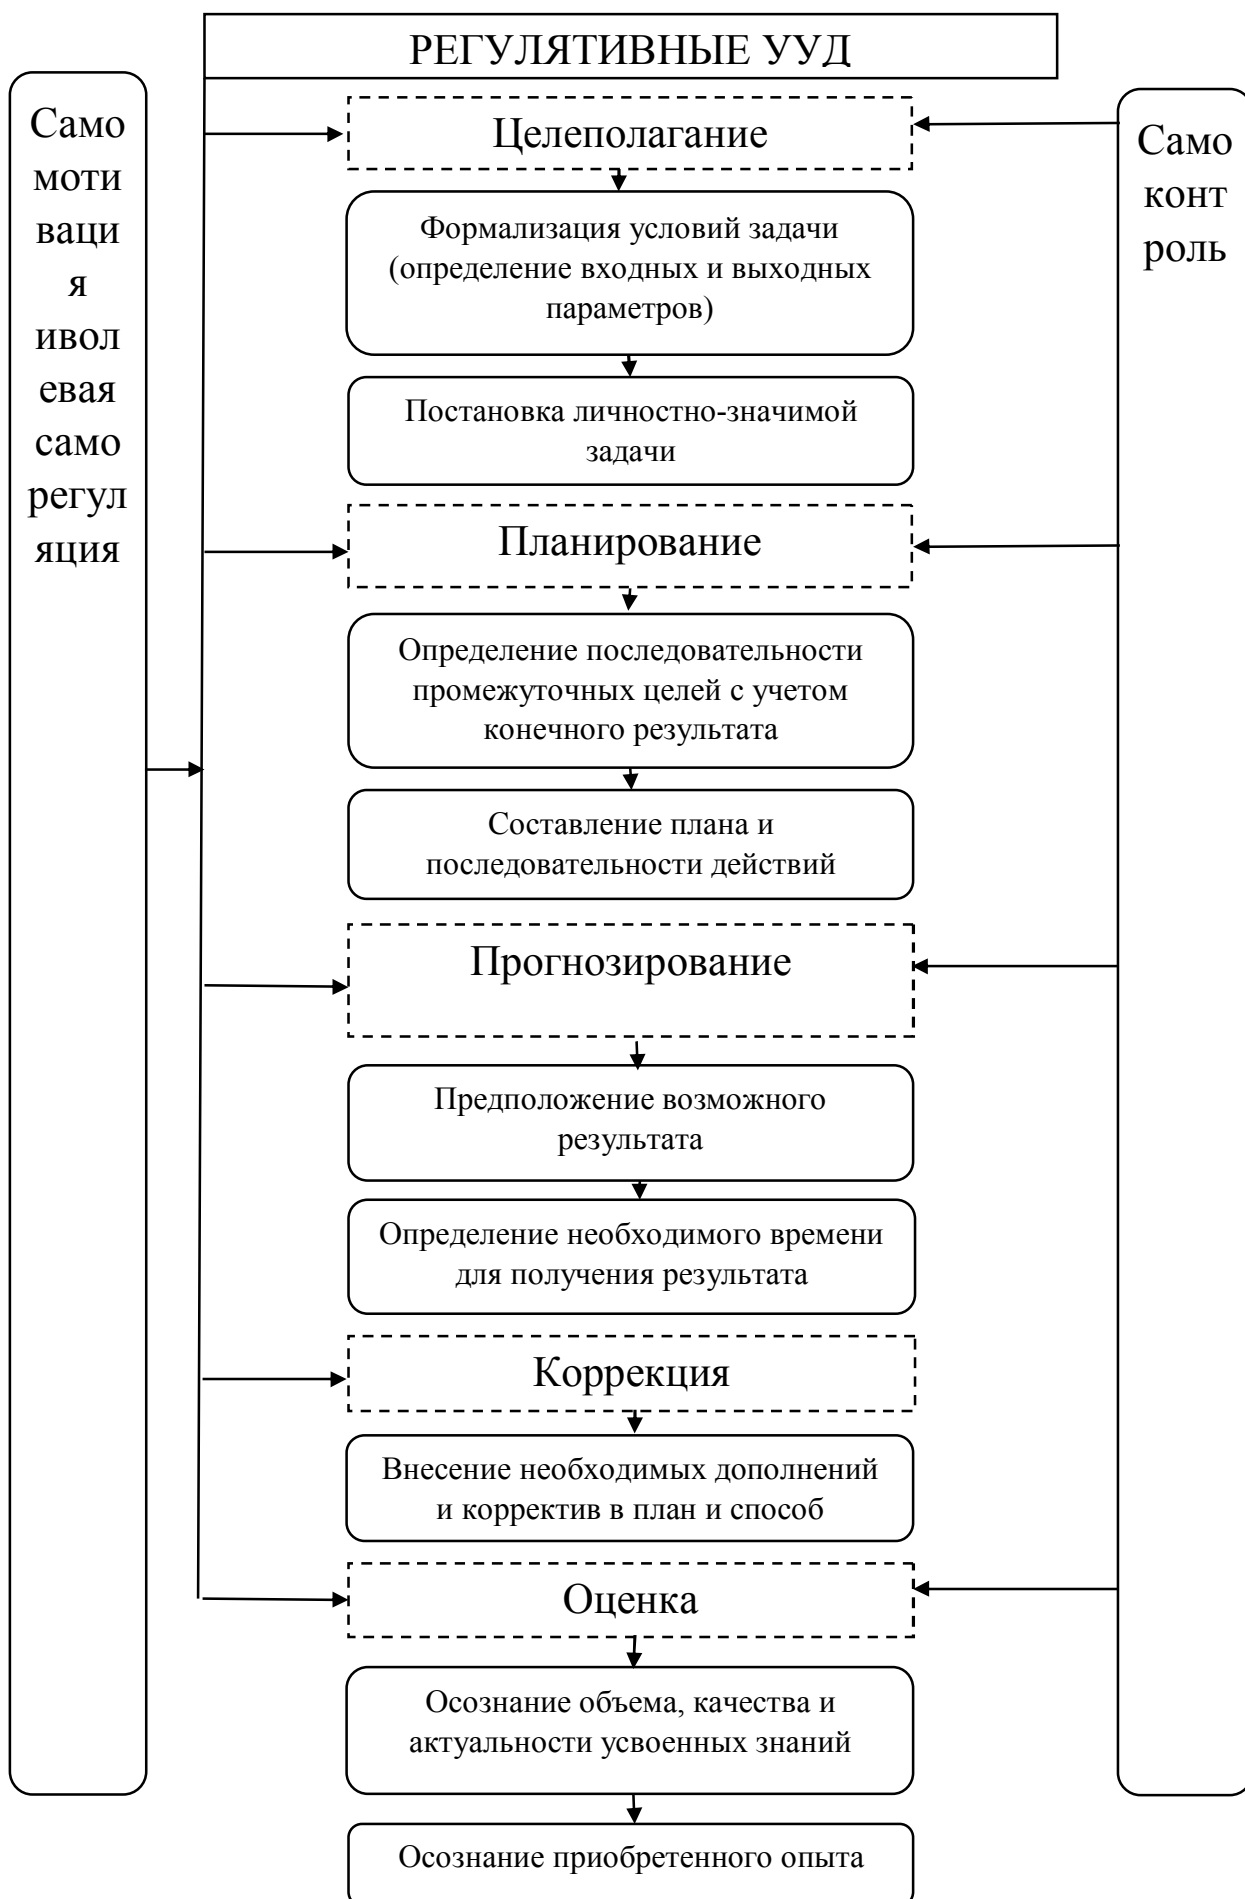 РЕГУЛЯТИВНЫЕ УУД
Само
моти
ваци
я
ивол
евая
само
регул
яция
Целеполагание
Формализация условий задачи
(определение входных и выходных
параметров)
Постановка личностно-значимой
задачи
Планирование
Определение последовательности
промежуточных целей с учетом
конечного результата
Составление плана и
последовательности действий
Прогнозирование
Предположение возможного
результата
Определение необходимого времени
для получения результата
Коррекция
Внесение необходимых дополнений
и корректив в план и способ
Оценка
Осознание объема, качества и
актуальности усвоенных знаний
Осознание приобретенного опыта
Само
конт
роль